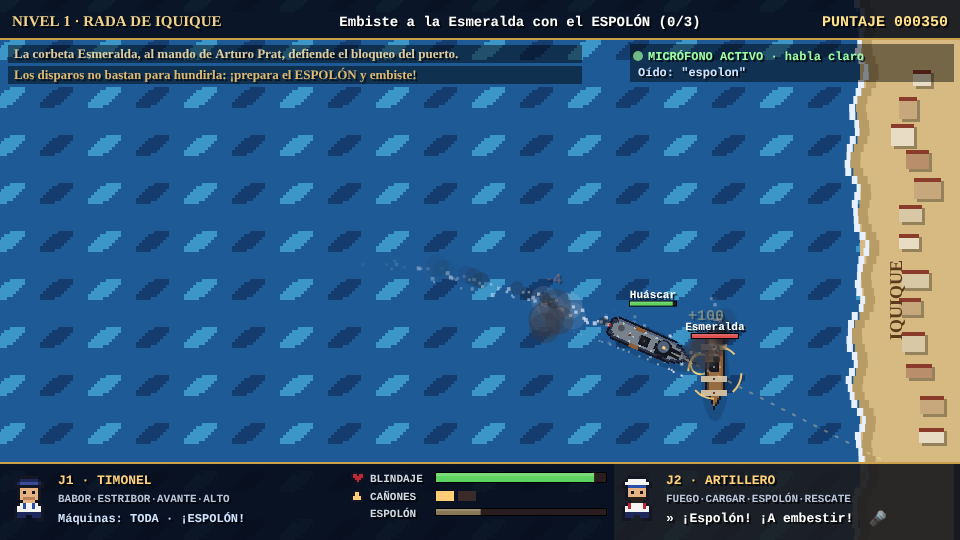 NIVEL 1 · RADA DE IQUIQUE
Embiste a la Esmeralda con el ESPOLÓN (0/3)
PUNTAJE 000350
La corbeta Esmeralda, al mando de Arturo Prat, defiende el bloqueo del puerto.
Los disparos no bastan para hundirla: ¡prepara el ESPOLÓN y embiste!
MICRÓFONO ACTIVO · habla claro
Oído: "espolon"
Huáscar
+100
Esmeralda
IQUIQUE
J1 · TIMONEL
BABOR·ESTRIBOR·AVANTE·ALTO
Máquinas: TODA · ¡ESPOLÓN!
BLINDAJE
CAÑONES
ESPOLÓN
J2 · ARTILLERO
FUEGO·CARGAR·ESPOLÓN·RESCATE
» ¡Espolón! ¡A embestir!